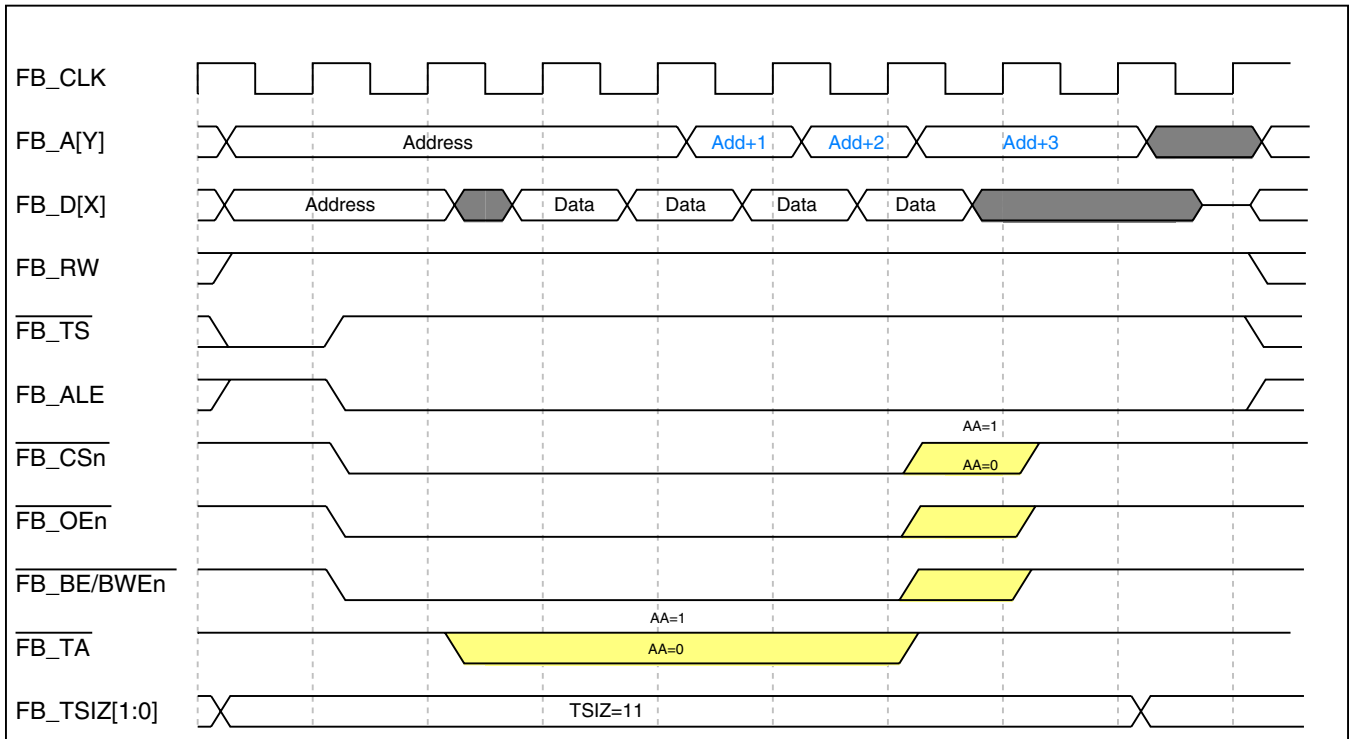 FB_CLK
FB_A[Y] Address Add+1 Add+2 Add+3
FB_D[X] Address Data Data Data Data
FB_RW
FB_TS
FB_ALE
AA=1
FB_CSn AA=0
FB_OEn
FB_BE/BWEn
AA=1
FB_TA AA=0
FB_TSIZ[1:0] TSIZ=11